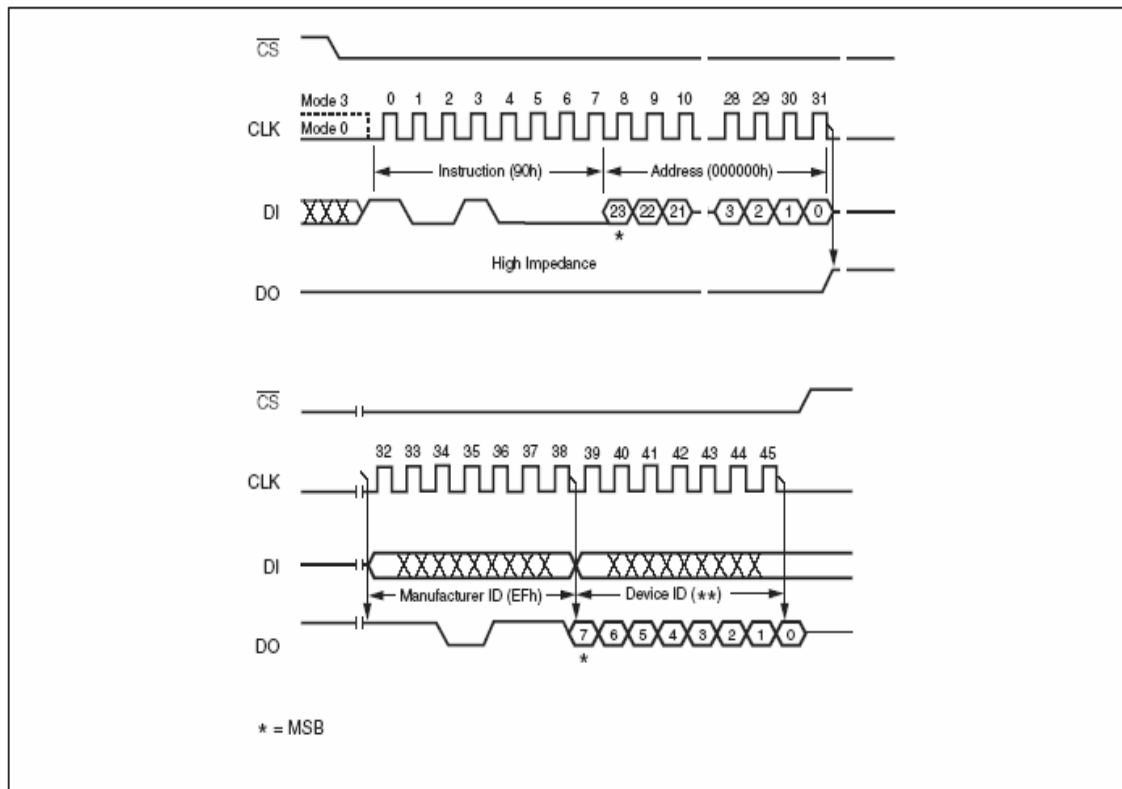 CS
Mode 3 0 1 2 3 4 5 6 7 8 9 10 28 29 30 31
CLK Mode 0
Instruction (90h) Address (000000h)
DI 23 22 21 3 2 1 0
*
High Impedance
DO
CS
32 33 34 35 36 37 38 39 40 41 42 43 44 45
CLK
DI
Manufacturer ID (EFh) Device ID (**)
DO 7 6 5 4 3 2 1 0
*
* = MSB